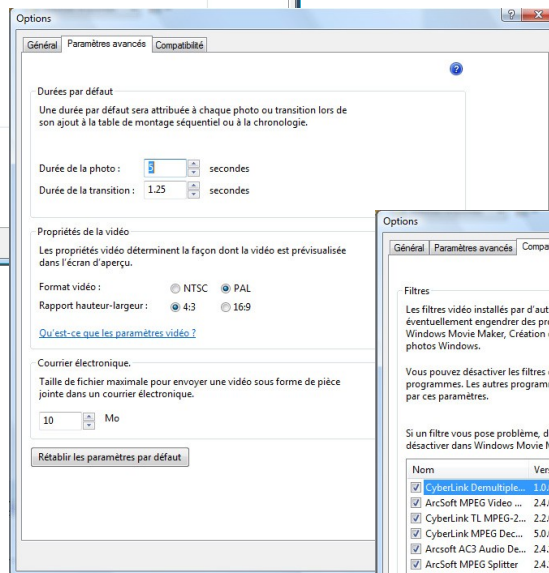 Options
Général Paramètres avancés Compatibilité
Durées par défaut
Une durée par défaut sera attribuée à chaque photo ou transition lors de
son ajout à la table de montage séquentiel ou à la chronologie.
Durée de la photo : 5 secondes
Durée de la transition : 1.25 secondes
Propriétés de la vidéo
Les propriétés vidéo déterminent la façon dont la vidéo est prévisualisée
dans l'écran d'aperçu.
Format vidéo : NTSC PAL
Rapport hauteur-largeur : 4:3 16:9
Qu'est-ce que les paramètres vidéo ?
Courrier électronique.
Taille de fichier maximale pour envoyer une vidéo sous forme de pièce
jointe dans un courrier électronique.
10 Mo
Rétablir les paramètres par défaut
Options
Général Paramètres avancés Compa
Filtres
Les filtres vidéo installés par d'aut
éventuellement engendrer des pro
Windows Movie Maker, Création
photos Windows.
Vous pouvez désactiver les filtres
programmes. Les autres program
par ces paramètres.
Si un filtre vous pose problème, d
désactiver dans Windows Movie M
Nom Vers
CyberLink Demultiple... 1.0.
ArcSoft MPEG Video ... 2.4.
CyberLink TL MPEG-2... 2.2.
CyberLink MPEG Dec... 5.0.
Arcsoft AC3 Audio De... 2.4.
ArcSoft MPEG Splitter 2.4.